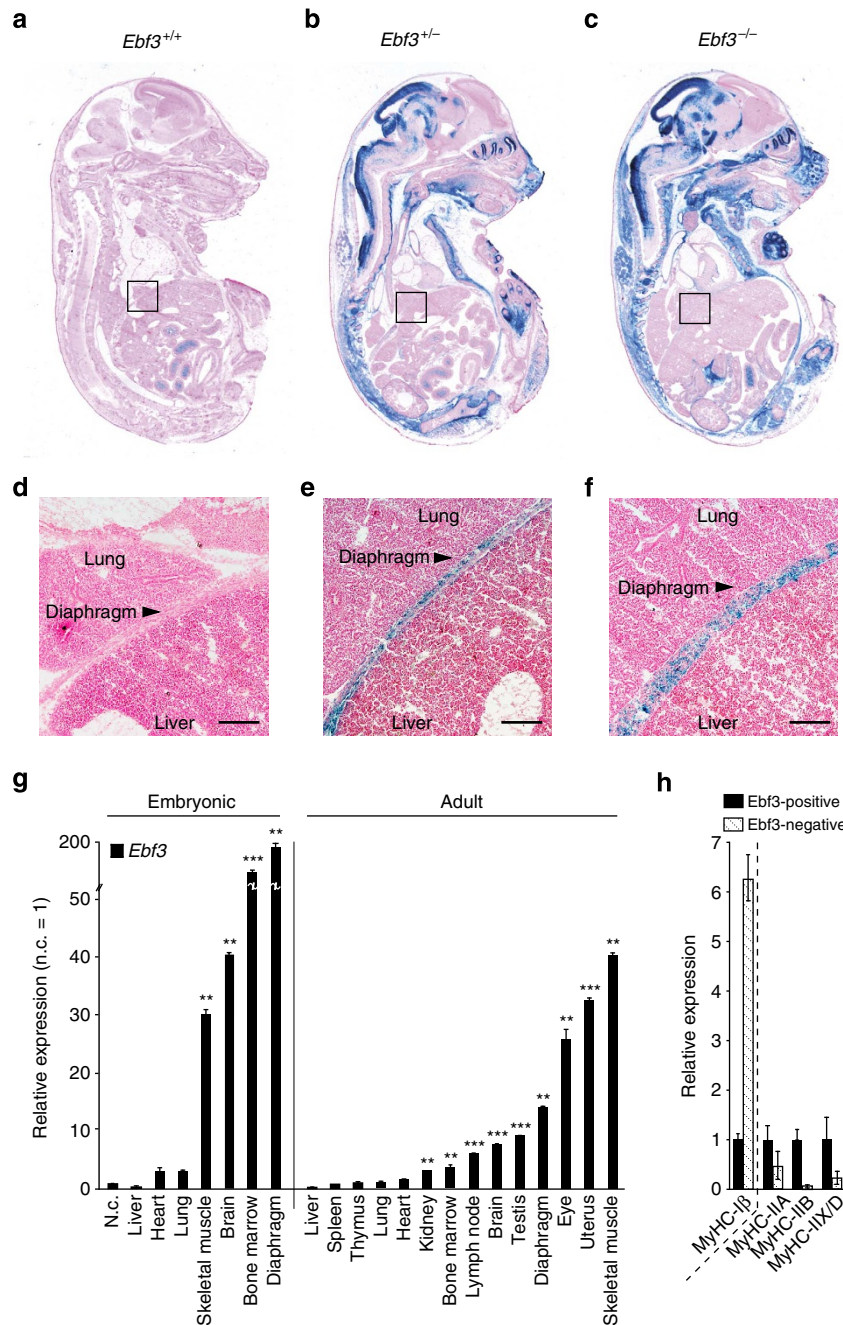 a b c
Ebf3+/+ Ebf3+/– Ebf3–/–
d e f
Lung
Diaphragm
Liver
Lung
Diaphragm
Liver
Lung
Diaphragm
Liver
g
Embryonic Adult
Ebf3
Relative expression (n.c. = 1)
200
50
40
30
20
10
0
** *** ** **
** ** *** *** *** ** ** *** **
N.c. Liver Heart Lung Skeletal muscle Brain Bone marrow Diaphragm
Liver Spleen Thymus Lung Heart Kidney Bone marrow Lymph node Brain Testis Diaphragm Eye Uterus Skeletal muscle
h
Ebf3-positive
Ebf3-negative
Relative expression
7
6
5
4
3
2
1
0
MyHC-Iβ MyHC-IIA MyHC-IIB MyHC-IIX/D